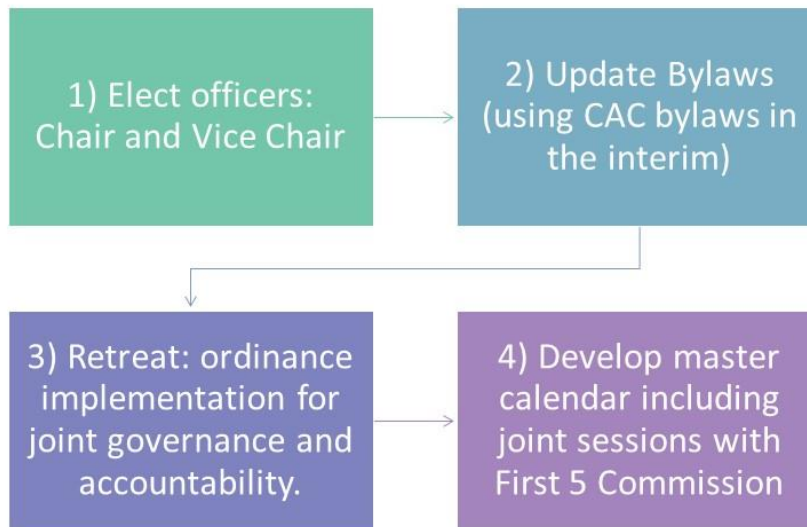 1) Elect officers:
Chair and Vice Chair
2) Update Bylaws
(using CAC bylaws in
the interim)
3) Retreat: ordinance
implementation for
joint governance and
accountability.
4) Develop master
calendar including
joint sessions with
First 5 Commission